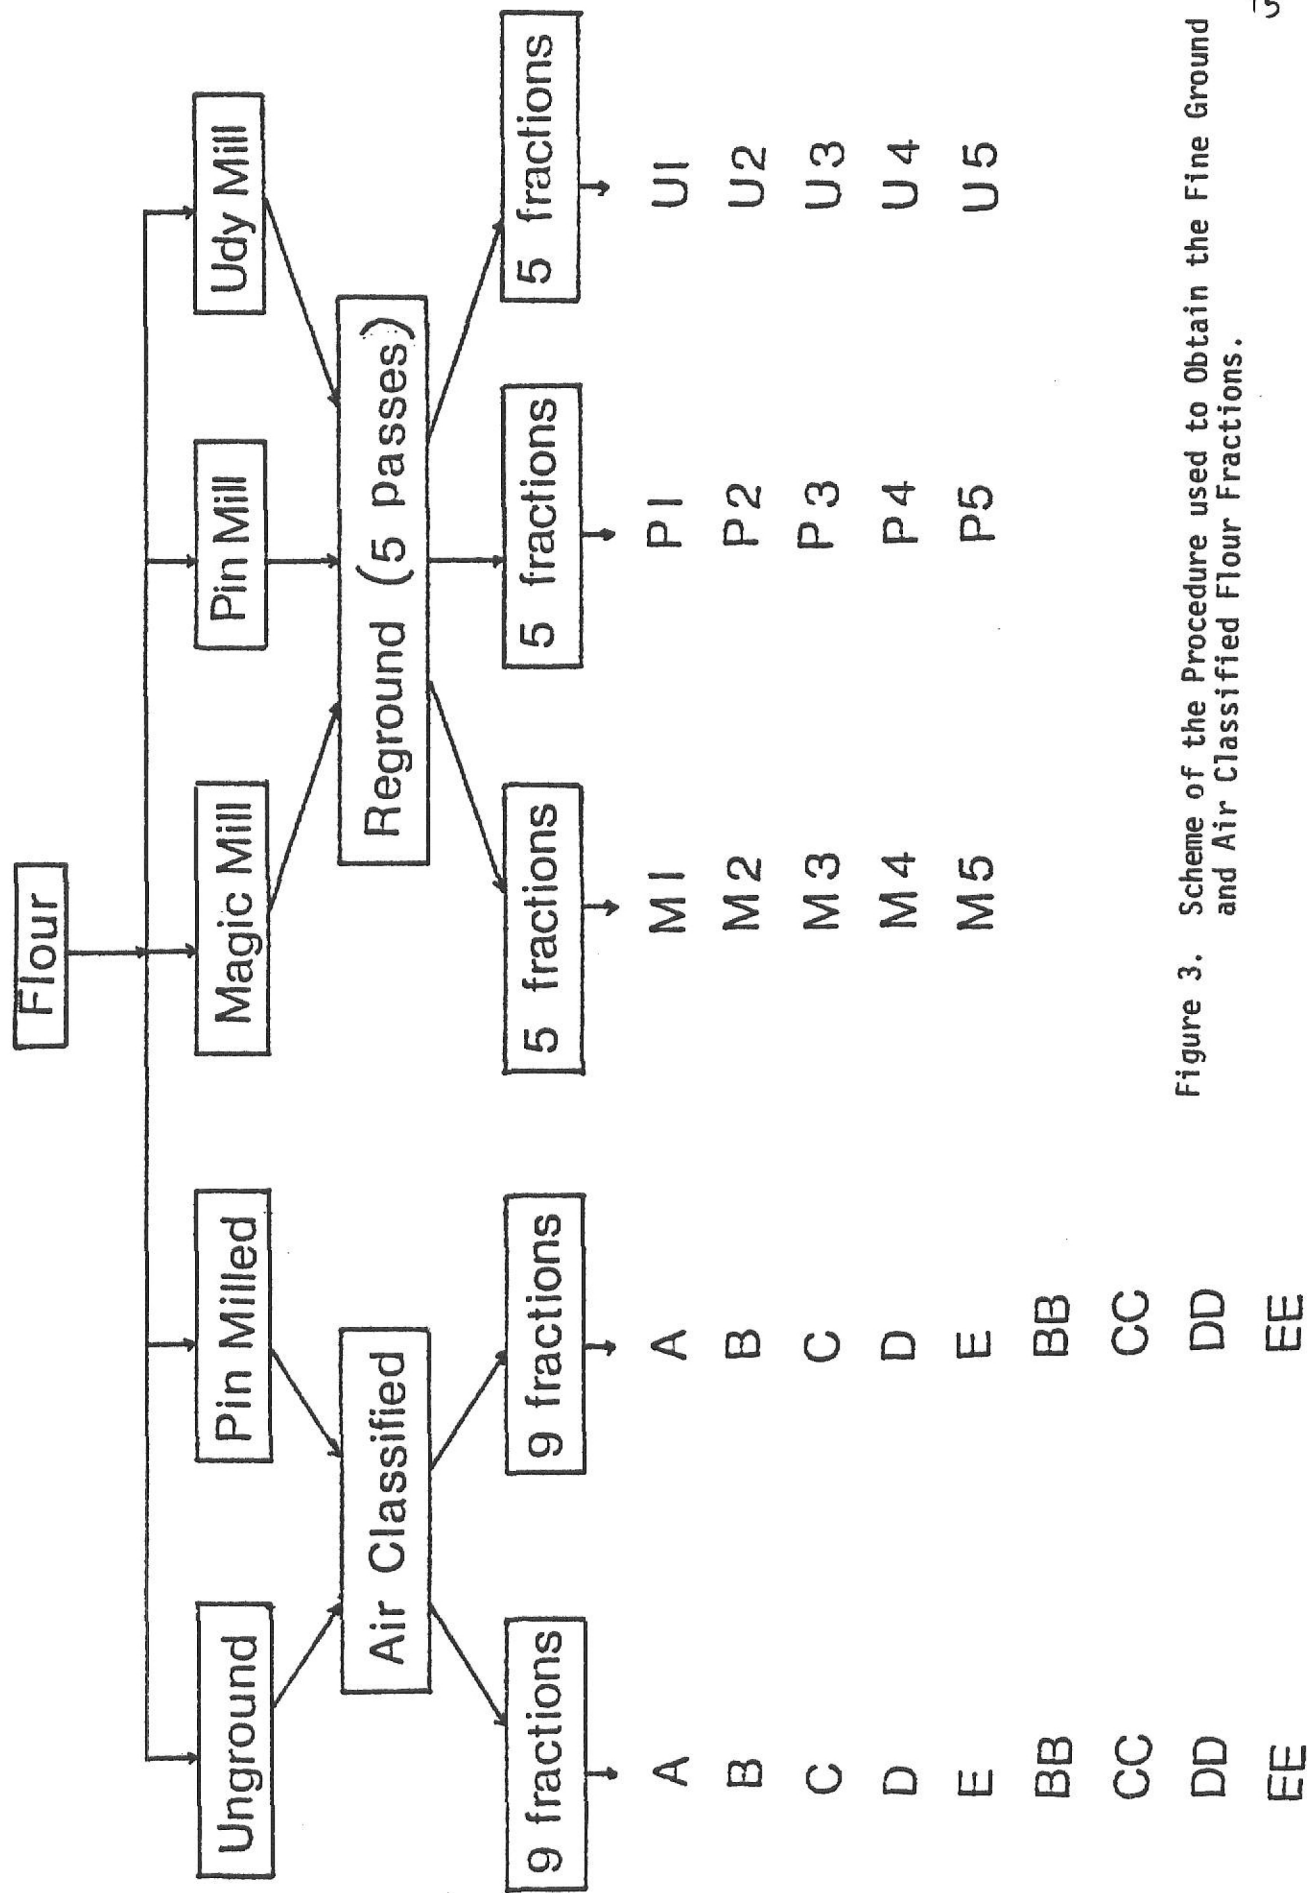 Flour
Unground
Pin Milled
Magic Mill
Pin Mill
Udy Mill
Air Classified
Reground (5 passes)
9 fractions
9 fractions
5 fractions
5 fractions
5 fractions
A
B
C
D
E
BB
CC
DD
EE
A
B
C
D
E
BB
CC
DD
EE
M1
M2
M3
M4
M5
P1
P2
P3
P4
P5
U1
U2
U3
U4
U5
Figure 3. Scheme of the Procedure used to Obtain the Fine Ground
and Air Classified Flour Fractions.